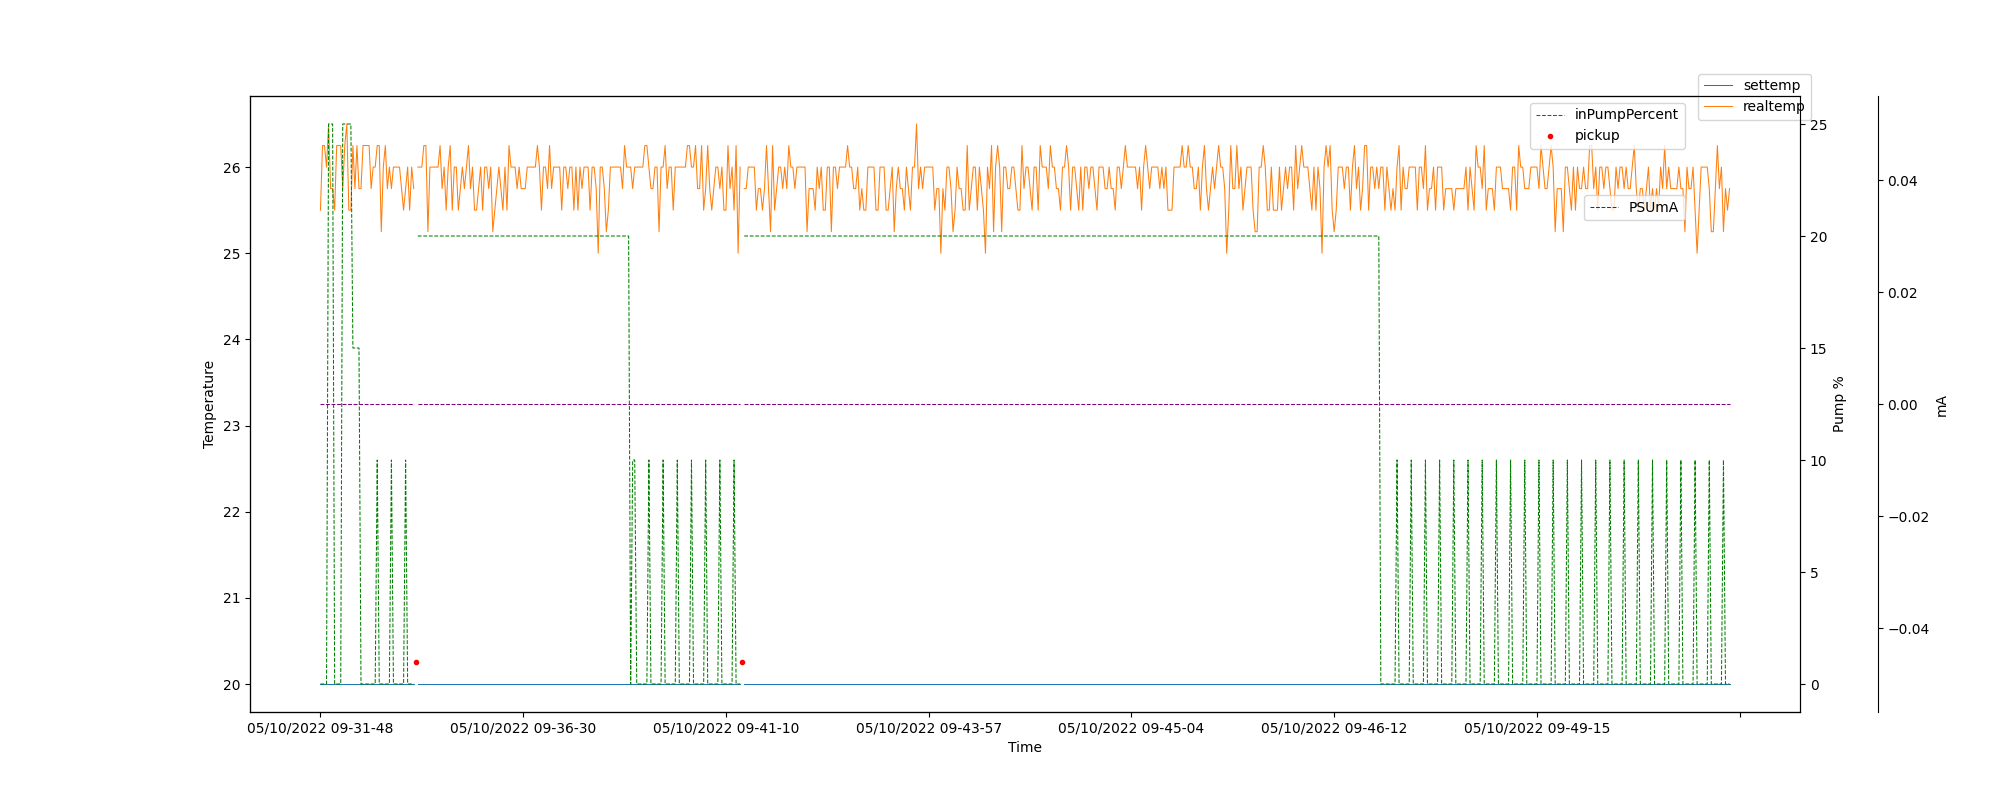 settemp
realtemp
inPumpPercent
pickup
PSUmA
26
25
24
23
22
21
20
Temperature
25
20
15
10
5
0
Pump %
0.04
0.02
0.00
−0.02
−0.04
mA
05/10/2022 09-31-48
05/10/2022 09-36-30
05/10/2022 09-41-10
05/10/2022 09-43-57
05/10/2022 09-45-04
05/10/2022 09-46-12
05/10/2022 09-49-15
Time